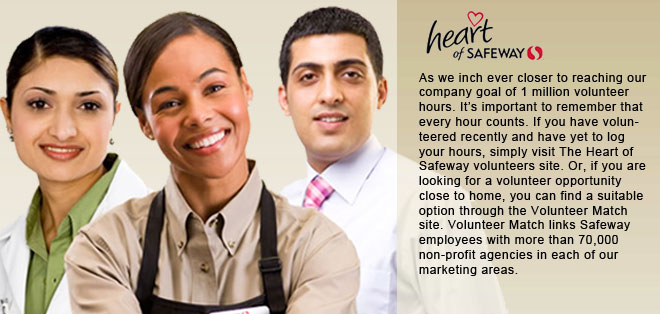 heart
of SAFEWAY
As we inch ever closer to reaching our
company goal of 1 million volunteer
hours. It's important to remember that
every hour counts. If you have volun-
teered recently and have yet to log
your hours, simply visit The Heart of
Safeway volunteers site. Or, if you are
looking for a volunteer opportunity
close to home, you can find a suitable
option through the Volunteer Match
site. Volunteer Match links Safeway
employees with more than 70,000
non-profit agencies in each of our
marketing areas.